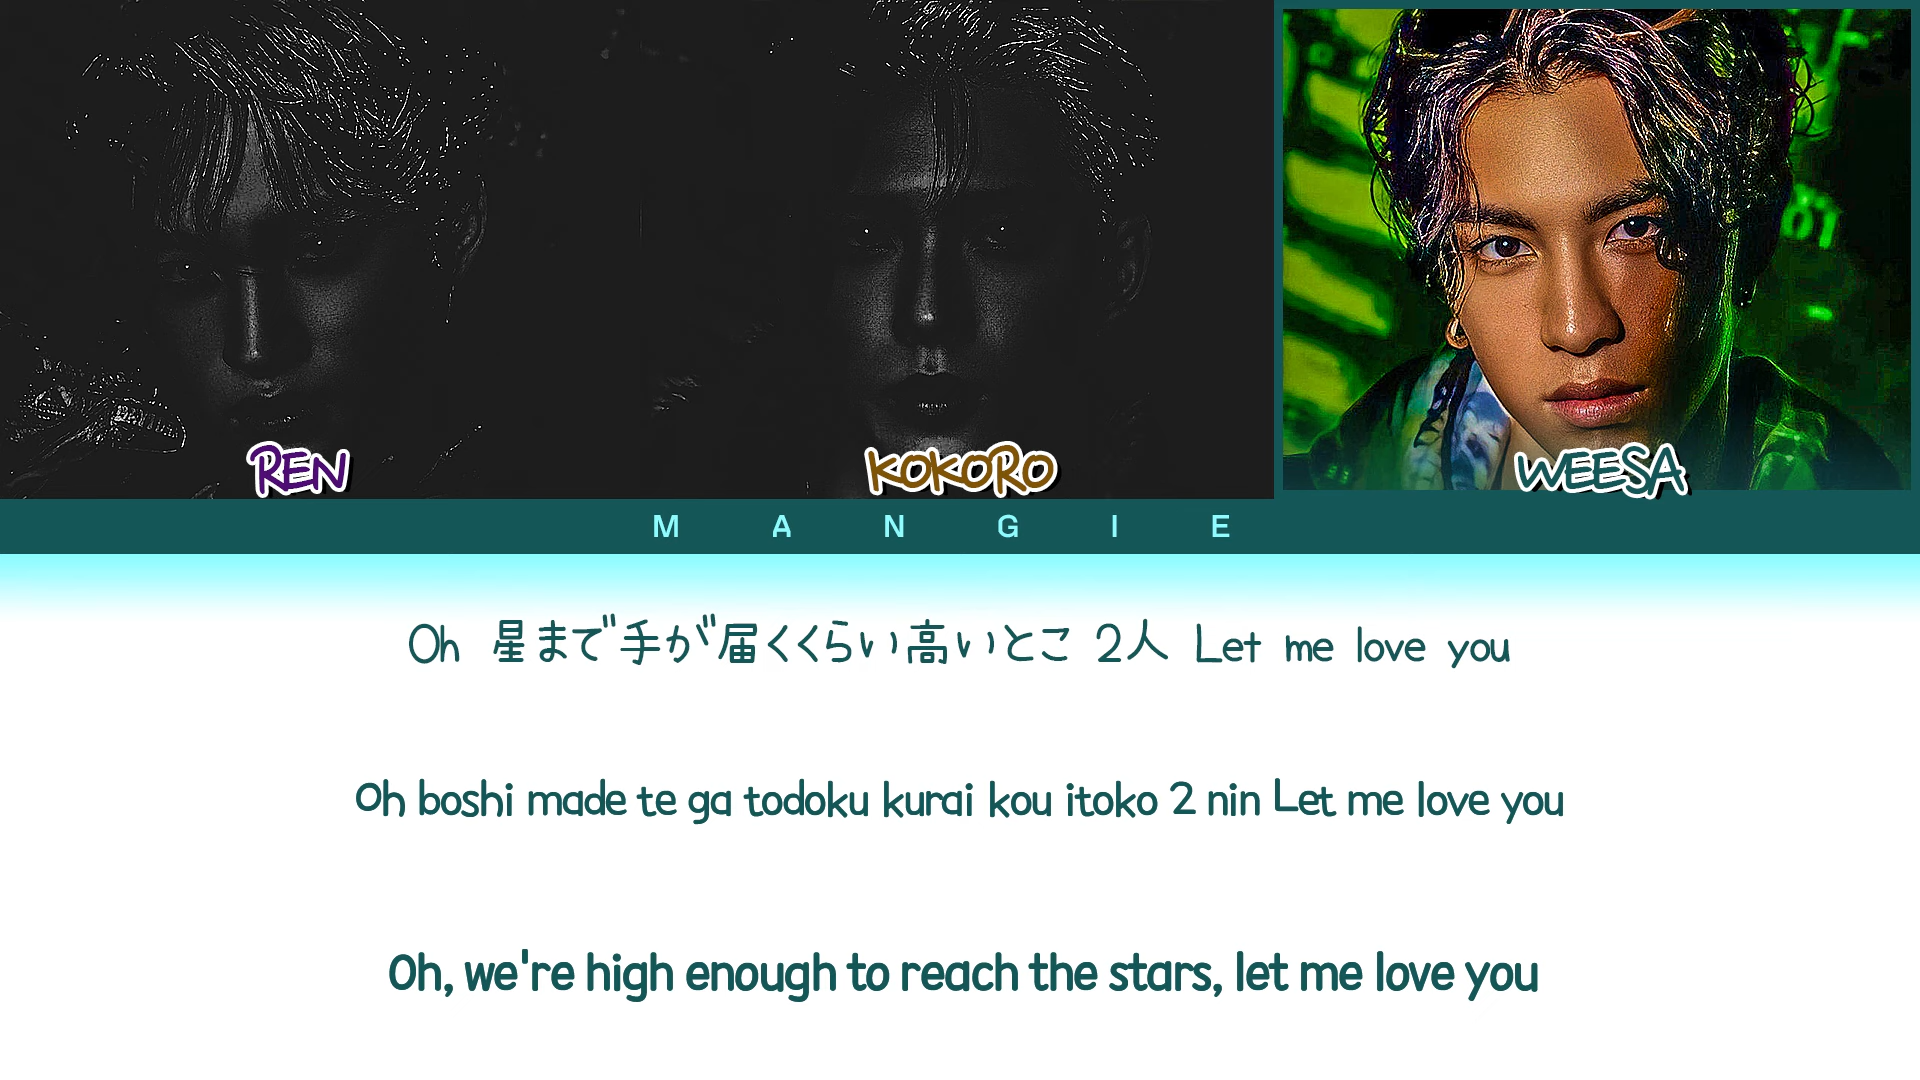 REN
KOKORO
WEESA
MANGIE
Oh 星まで手が届くくらい高いとこ 2人 Let me love you
Oh boshi made te ga todoku kurai kou itoko 2 nin Let me love you
Oh, we're high enough to reach the stars, let me love you